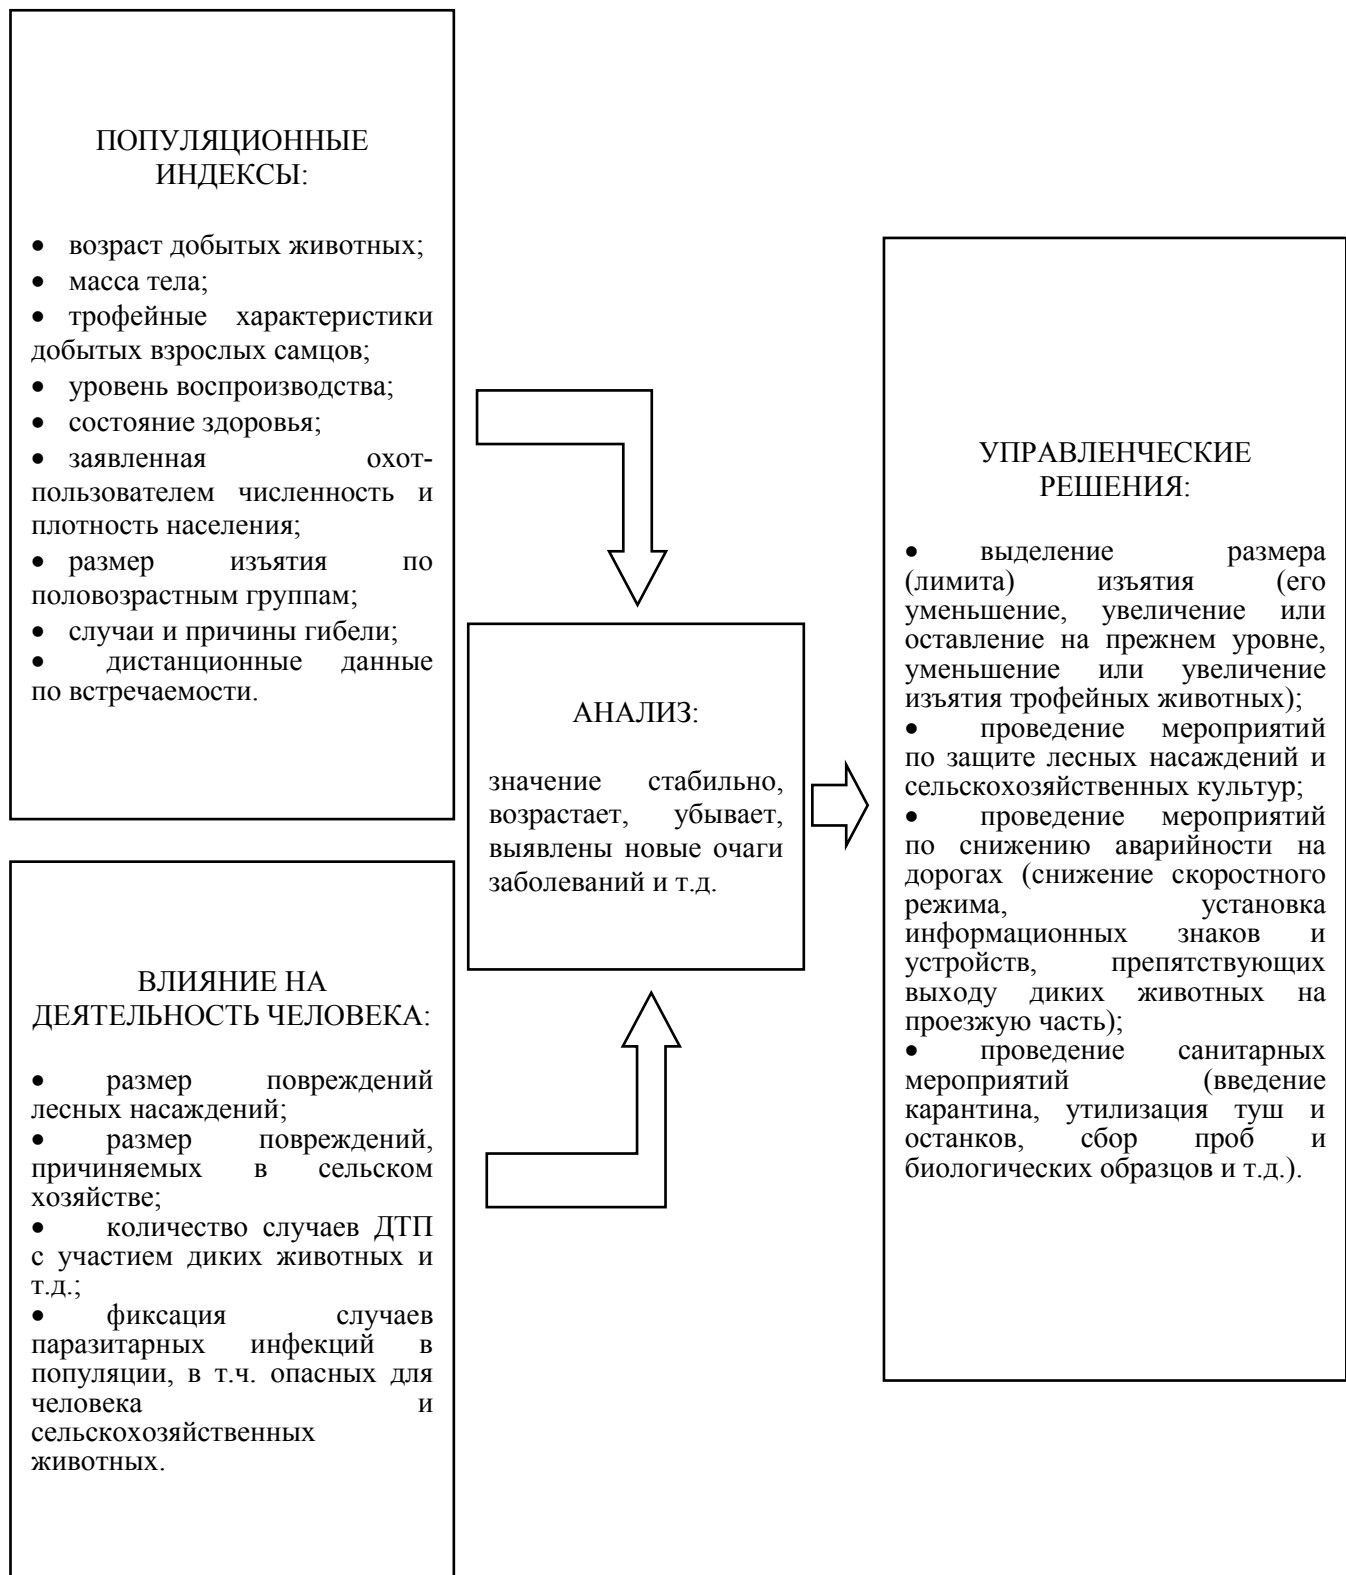 ПОПУЛЯЦИОННЫЕ
ИНДЕКСЫ:
• возраст добытых животных;
• масса тела;
• трофейные характеристики
добытых взрослых самцов;
• уровень воспроизводства;
• состояние здоровья;
• заявленная охот-
пользователем численность и
плотность населения;
• размер изъятия по
половозрастным группам;
• случаи и причины гибели;
• дистанционные данные
по встречаемости.
ВЛИЯНИЕ НА
ДЕЯТЕЛЬНОСТЬ ЧЕЛОВЕКА:
• размер повреждений
лесных насаждений;
• размер повреждений,
причиняемых в сельском
хозяйстве;
• количество случаев ДТП
с участием диких животных и
т.д.;
• фиксация случаев
паразитарных инфекций в
популяции, в т.ч. опасных для
человека и
сельскохозяйственных
животных.
АНАЛИЗ:
значение стабильно,
возрастает, убывает,
выявлены новые очаги
заболеваний и т.д.
УПРАВЛЕНЧЕСКИЕ
РЕШЕНИЯ:
• выделение размера
(лимита) изъятия (его
уменьшение, увеличение или
оставление на прежнем уровне,
уменьшение или увеличение
изъятия трофейных животных);
• проведение мероприятий
по защите лесных насаждений и
сельскохозяйственных культур;
• проведение мероприятий
по снижению аварийности на
дорогах (снижение скоростного
режима, установка
информационных знаков и
устройств, препятствующих
выходу диких животных на
проезжую часть);
• проведение санитарных
мероприятий (введение
карантина, утилизация туш и
останков, сбор проб и
биологических образцов и т.д.).